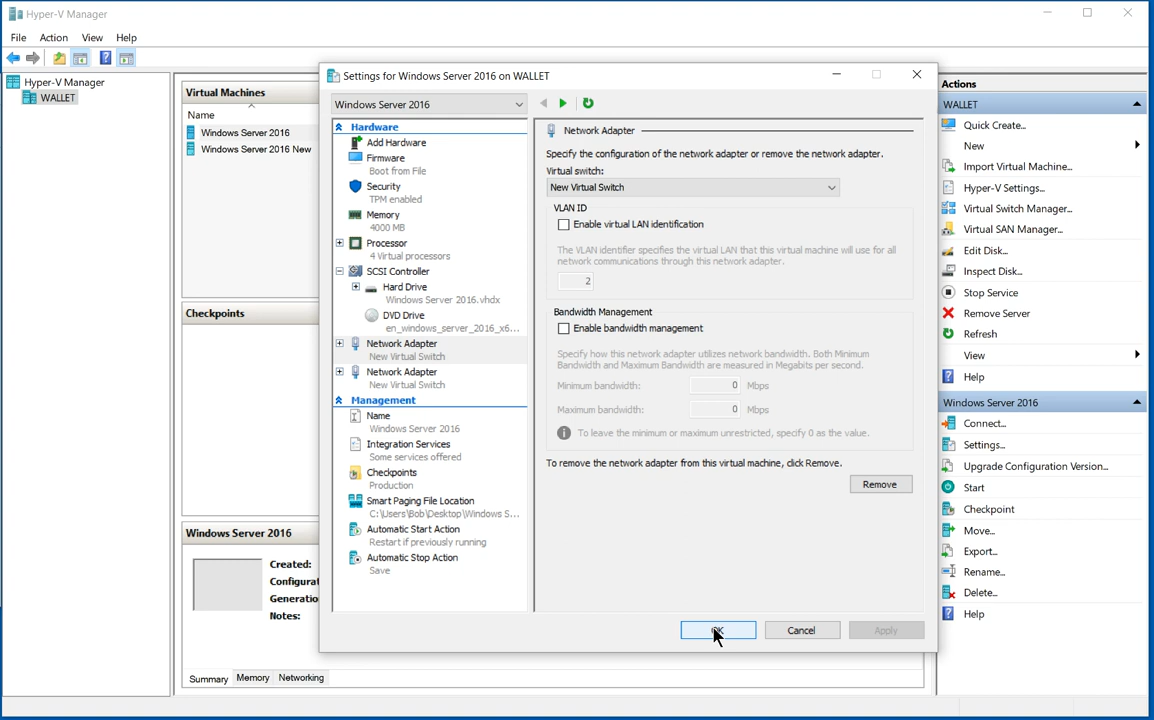 Hyper-V Manager
File Action View Help
Hyper-V Manager
WALLET
Virtual Machines
Name
Windows Server 2016
Windows Server 2016 New
Checkpoints
Windows Server 2016
Created:
Configurat
Generatio
Notes:
Summary Memory Networking
Settings for Windows Server 2016 on WALLET
Windows Server 2016
Hardware
Add Hardware
Firmware
Boot from File
Security
TPM enabled
Memory
4000 MB
Processor
4 Virtual processors
SCSI Controller
Hard Drive
Windows Server 2016.vhdx
DVD Drive
en_windows_server_2016_x6...
Network Adapter
New Virtual Switch
Network Adapter
New Virtual Switch
Management
Name
Windows Server 2016
Integration Services
Some services offered
Checkpoints
Production
Smart Paging File Location
C:\Users\Bob\Desktop\Windows S...
Automatic Start Action
Restart if previously running
Automatic Stop Action
Save
Network Adapter
Specify the configuration of the network adapter or remove the network adapter.
Virtual switch:
New Virtual Switch
VLAN ID
Enable virtual LAN identification
The VLAN identifier specifies the virtual LAN that this virtual machine will use for all
network communications through this network adapter.
2
Bandwidth Management
Enable bandwidth management
Specify how this network adapter utilizes network bandwidth. Both Minimum
Bandwidth and Maximum Bandwidth are measured in Megabits per second.
Minimum bandwidth: 0 Mbps
Maximum bandwidth: 0 Mbps
To leave the minimum or maximum unrestricted, specify 0 as the value.
To remove the network adapter from this virtual machine, click Remove.
Remove
OK Cancel Apply
Actions
WALLET
Quick Create...
New
Import Virtual Machine...
Hyper-V Settings...
Virtual Switch Manager...
Virtual SAN Manager...
Edit Disk...
Inspect Disk...
Stop Service
Remove Server
Refresh
View
Help
Windows Server 2016
Connect...
Settings...
Upgrade Configuration Version...
Start
Checkpoint
Move...
Export...
Rename...
Delete...
Help